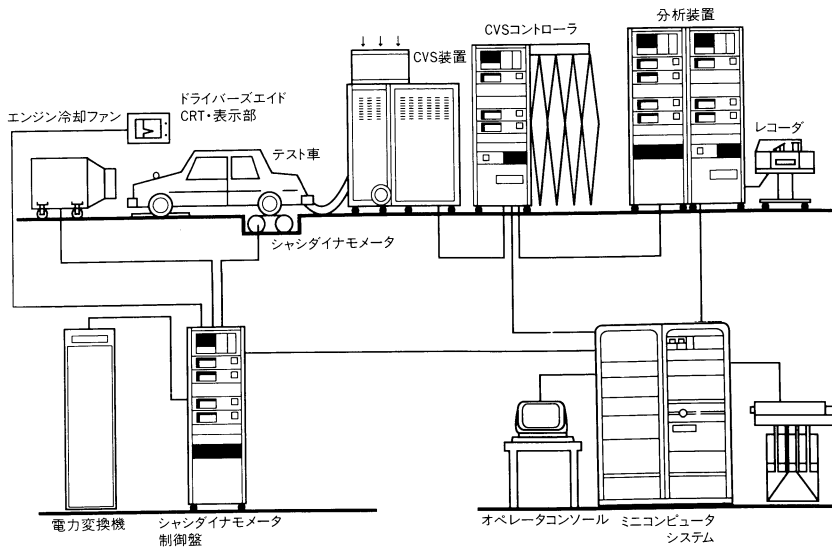 分析装置
CVSコントローラ
CVS装置
ドライバーズエイド
CRT・表示部
エンジン冷却ファン
テスト車
レコーダ
シャシダイナモメータ
電力変換機
シャシダイナモメータ
制御盤
オペレータコンソール
ミニコンピュータ
システム